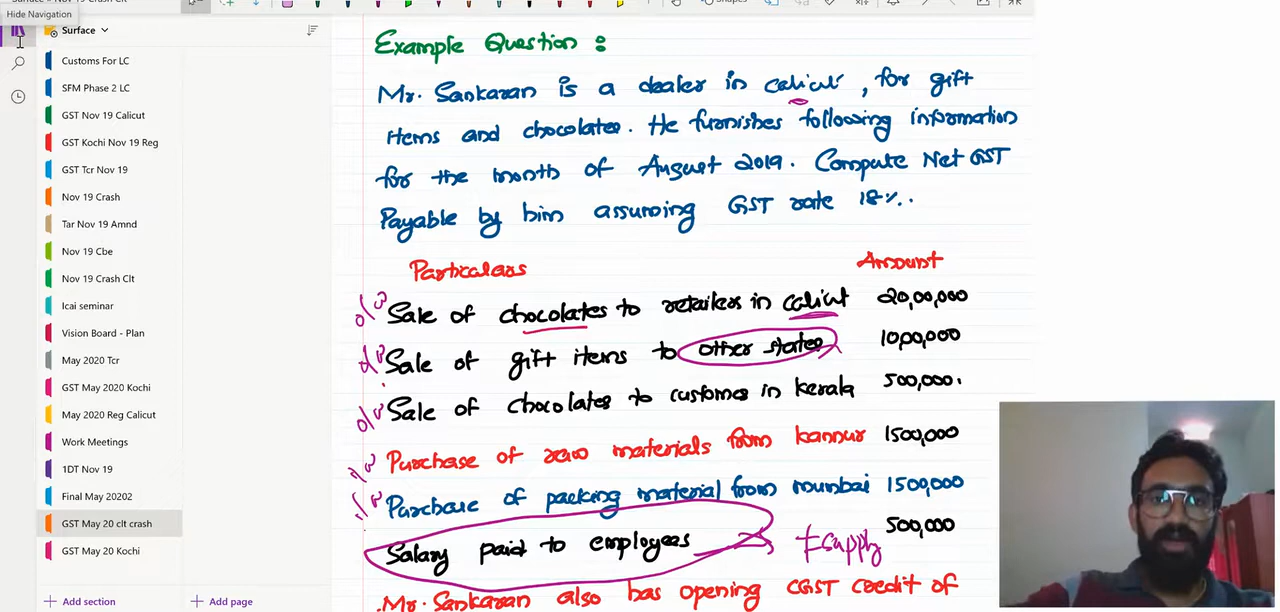 Hide Navigation
Surface
Customs For LC
SFM Phase 2 LC
GST Nov 19 Calicut
GST Kochi Nov 19 Reg
GST Tcr Nov 19
Nov 19 Crash
Tar Nov 19 Amnd
Nov 19 Cbe
Nov 19 Crash Clt
Icai seminar
Vision Board - Plan
May 2020 Tcr
GST May 2020 Kochi
May 2020 Reg Calicut
Work Meetings
1DT Nov 19
Final May 20202
GST May 20 clt crash
GST May 20 Kochi
+ Add section
+ Add page
Example Question :
Mr. Sankaran is a dealer in calicut, for gift
items and chocolates. He furnishes following information
for the month of August 2019. Compute Net GST
Payable by him assuming GST rate 18%.
Particulars Amount
o/w Sale of chocolates to retailers in calicut 20,00,000
Sale of gift items to other states 1000,000
Sale of chocolates to customer in kerala 500,000.
Purchase of raw materials from kannur 1500,000
Purchase of packing material from mumbai 1500,000
Salary paid to employees ≠supply 500,000
Mr. Sankaran also has opening CGST credit of